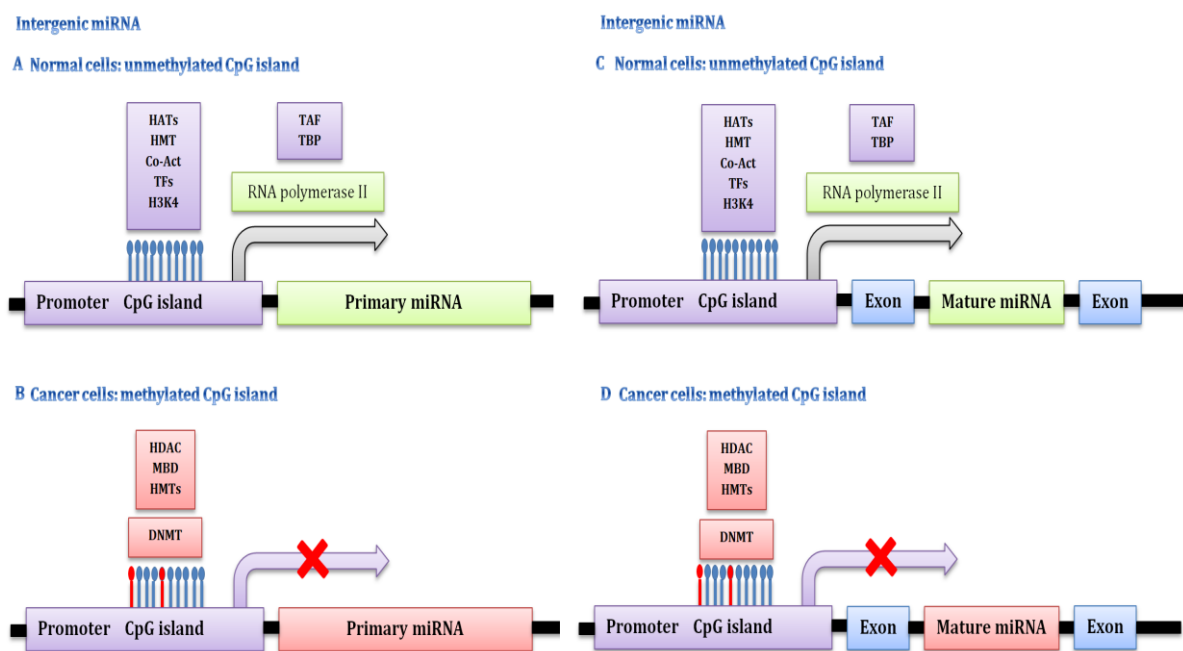 Intergenic miRNA
A Normal cells: unmethylated CpG island
HATs
HMT
Co-Act
TFs
H3K4
TAF
TBP
RNA polymerase II
Promoter CpG island
Primary miRNA
Intergenic miRNA
C Normal cells: unmethylated CpG island
HATs
HMT
Co-Act
TFs
H3K4
TAF
TBP
RNA polymerase II
Promoter CpG island
Exon
Mature miRNA
Exon
B Cancer cells: methylated CpG island
HDAC
MBD
HMTs
DNMT
Promoter CpG island
Primary miRNA
D Cancer cells: methylated CpG island
HDAC
MBD
HMTs
DNMT
Promoter CpG island
Exon
Mature miRNA
Exon